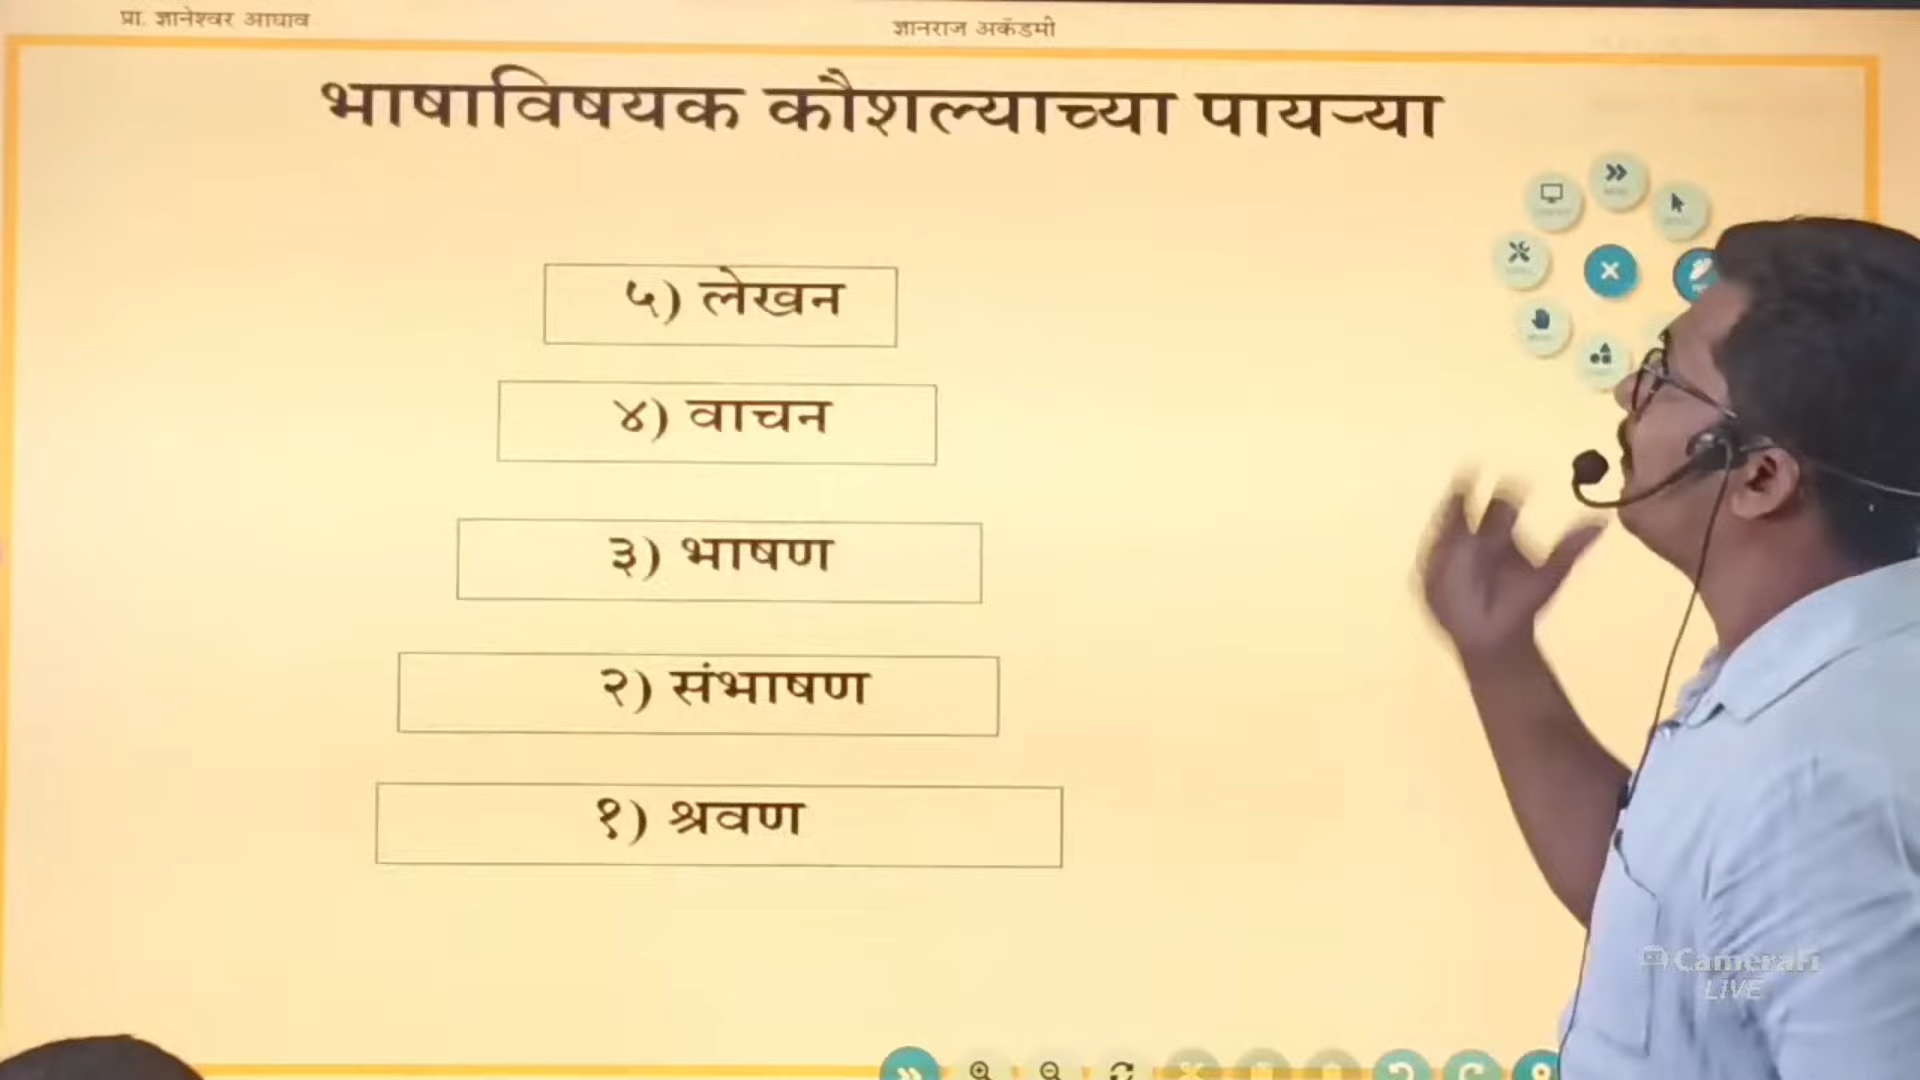 प्रा. ज्ञानेश्वर आघाव
ज्ञानराज अकॅडमी
भाषाविषयक कौशल्याच्या पायऱ्या
५) लेखन
४) वाचन
३) भाषण
२) संभाषण
१) श्रवण
CameraFi
LIVE